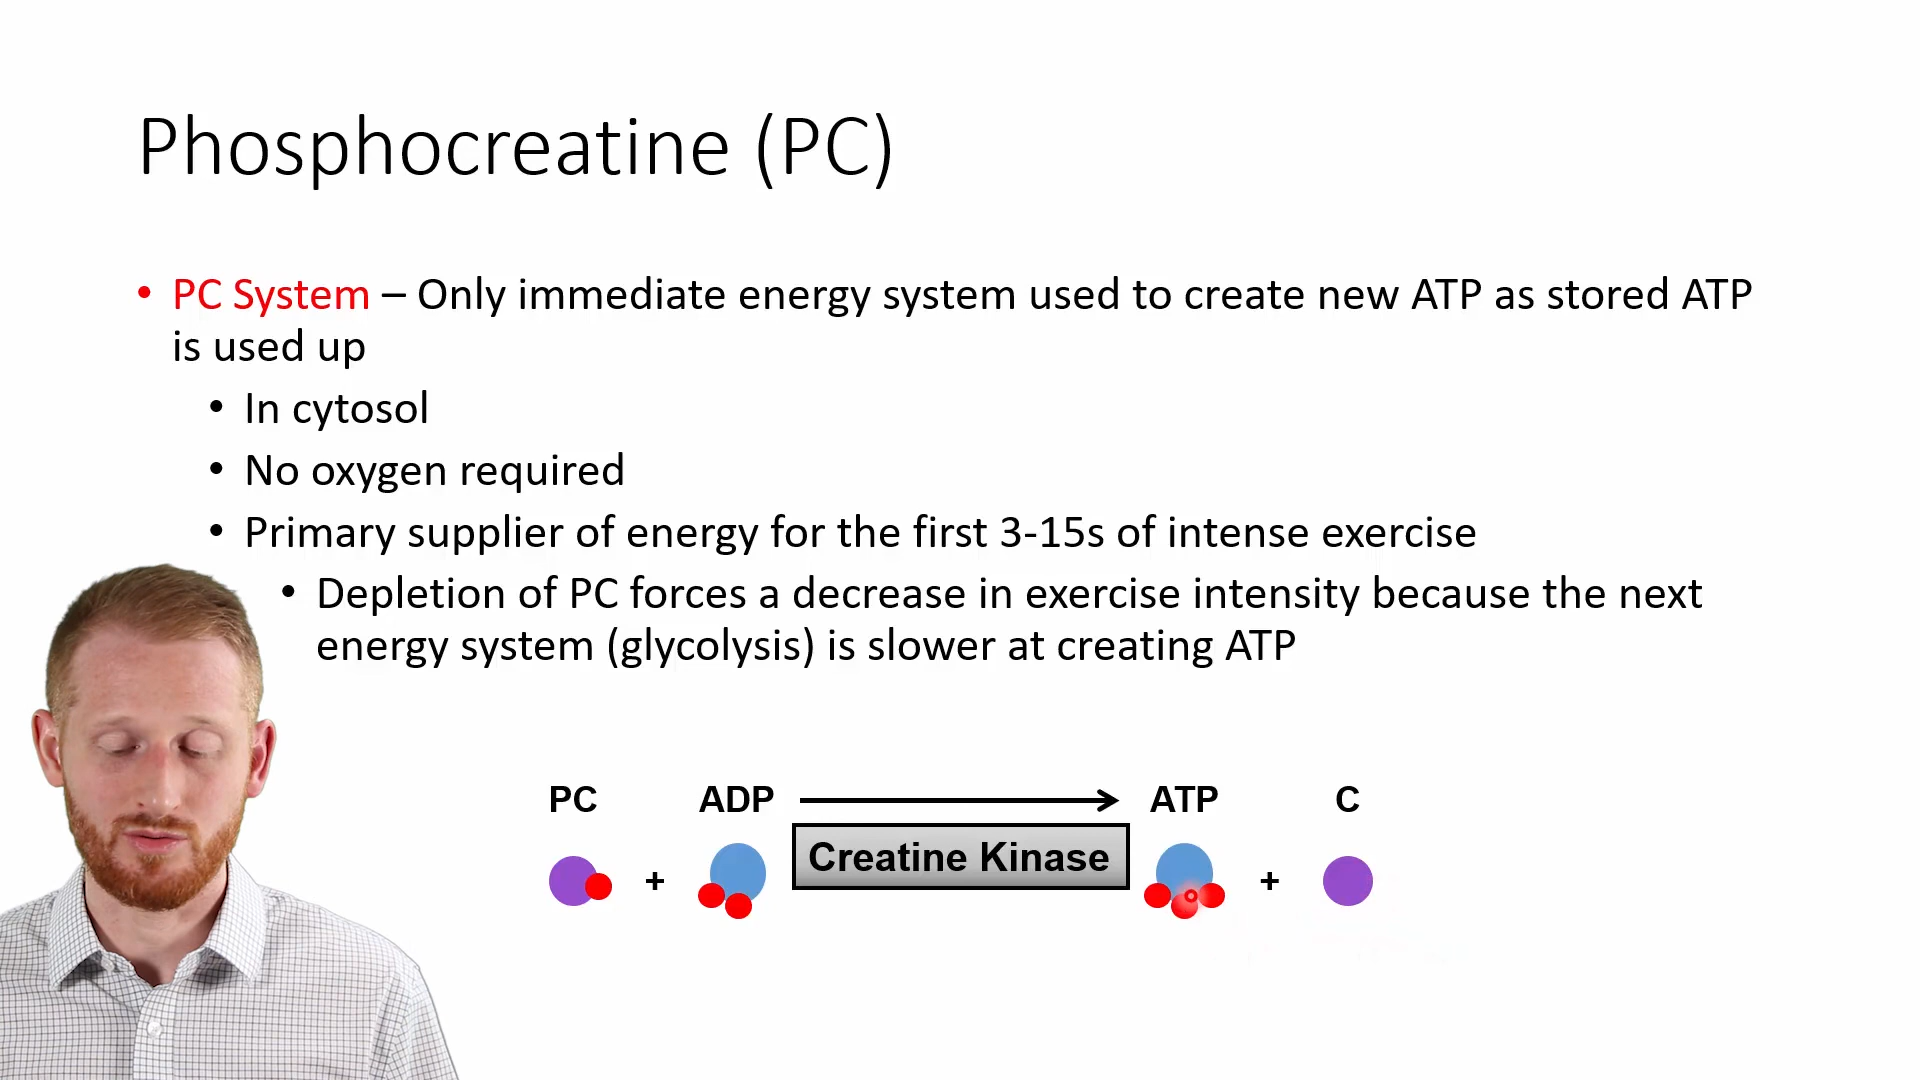 Phosphocreatine (PC)
• PC System – Only immediate energy system used to create new ATP as stored ATP
is used up
• In cytosol
• No oxygen required
• Primary supplier of energy for the first 3-15s of intense exercise
• Depletion of PC forces a decrease in exercise intensity because the next
energy system (glycolysis) is slower at creating ATP
PC ADP ATP C
Creatine Kinase
+ +